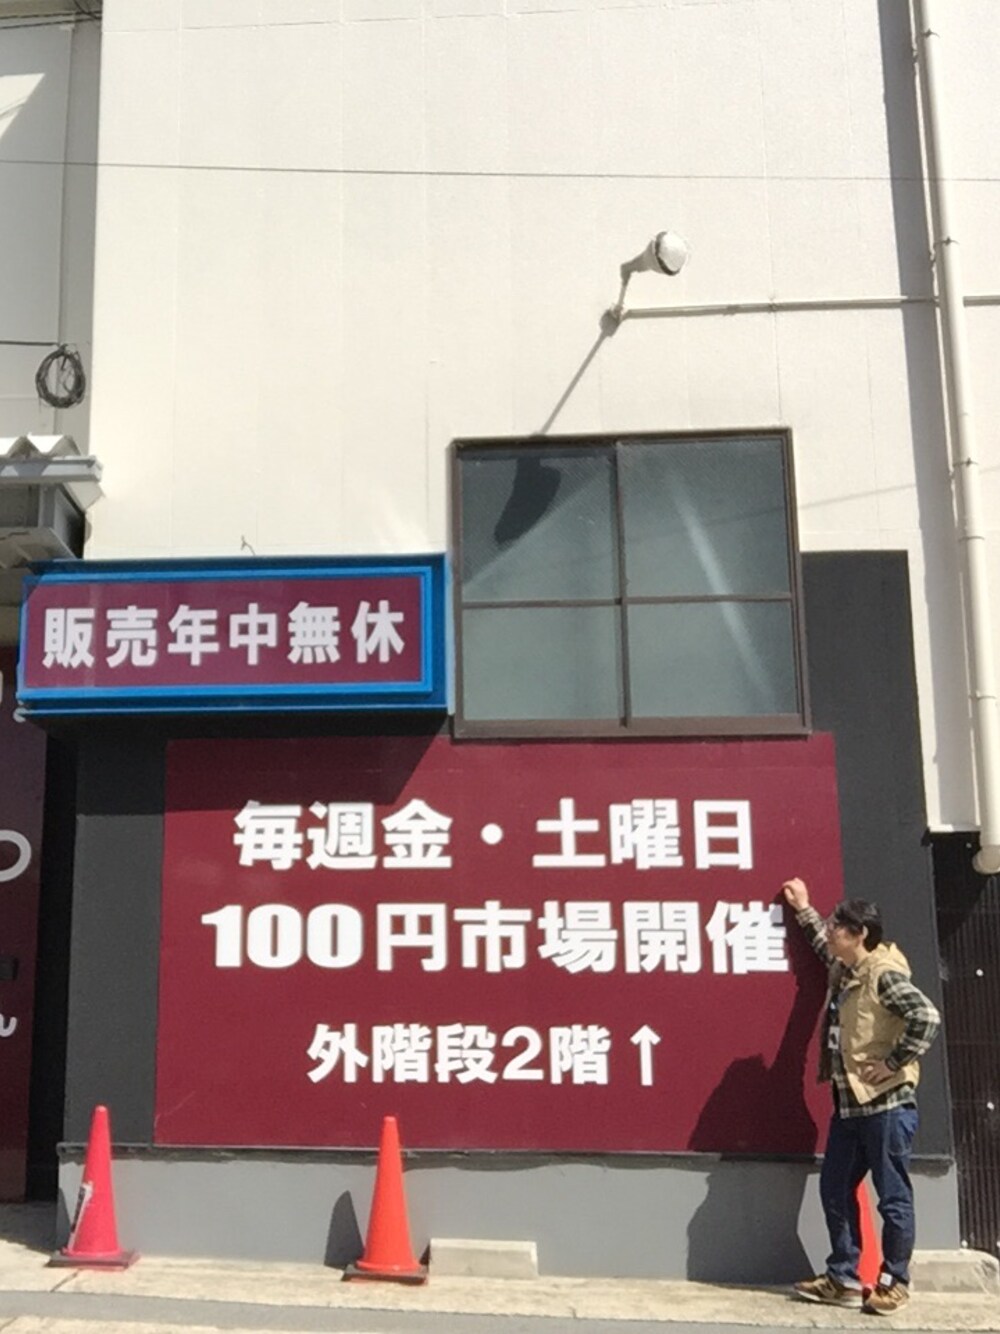 販売年中無休
毎週金・土曜日
100円市場開催
外階段2階↑